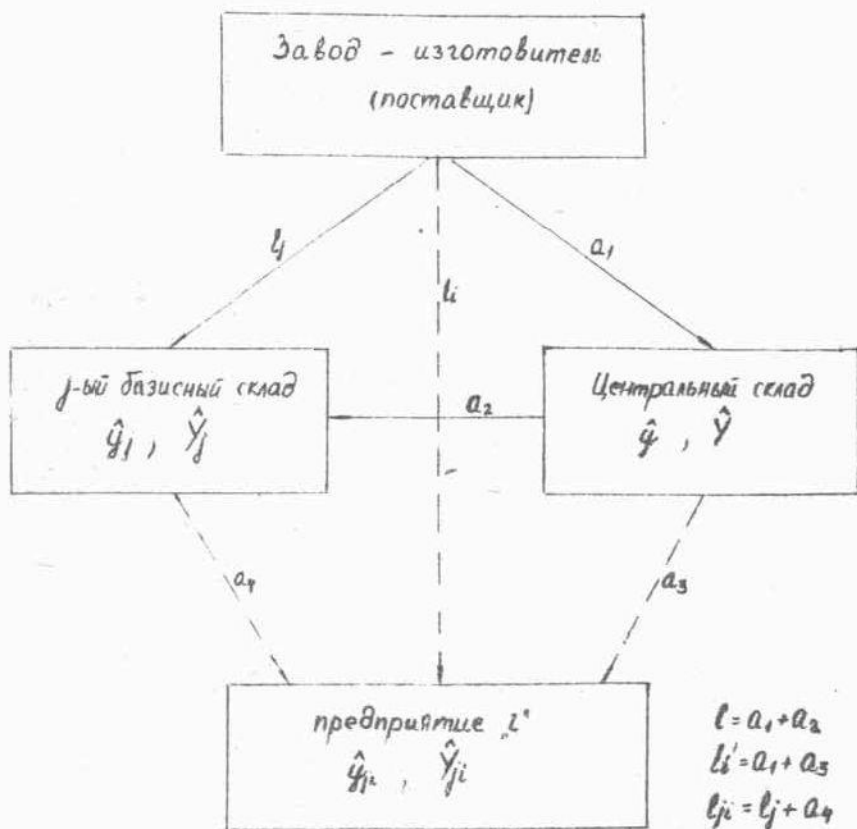 Завод - изготовитель
(поставщик)
lj
a₁
li
j-ый базисный склад
ŷj , Ŷj
a₂
Центральный склад
ŷ , Ŷ
a₄
a₃
предприятие „i“
ŷji , Ŷji
l = a₁ + a₂
li' = a₁ + a₃
lji = lj + a₄